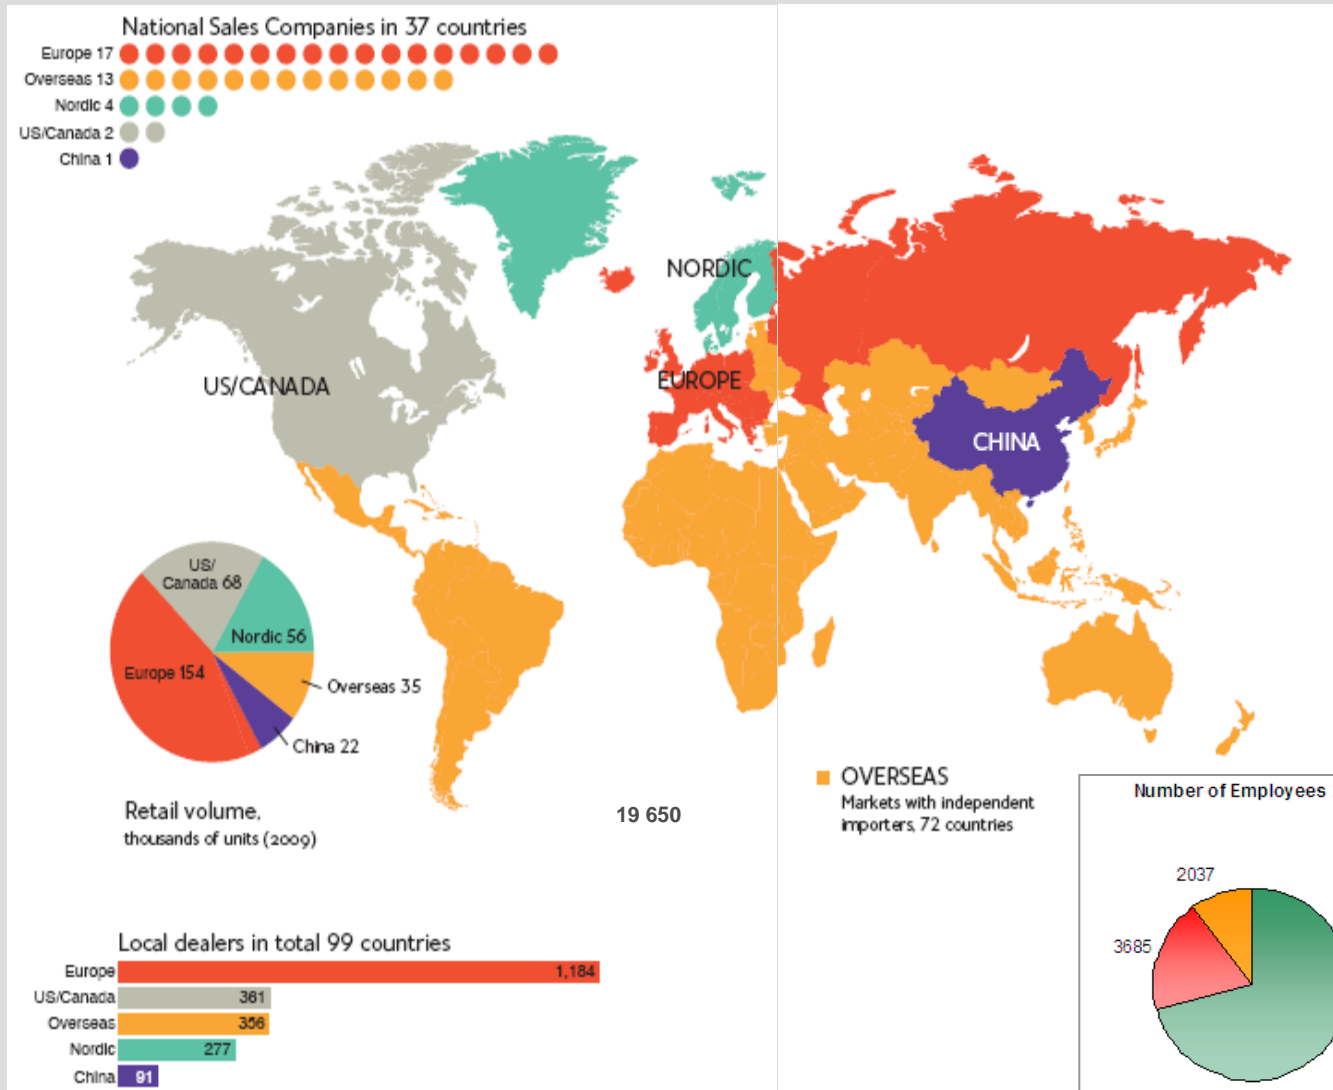 National Sales Companies in 37 countries
Europe 17
Overseas 13
Nordic 4
US/Canada 2
China 1
NORDIC
US/CANADA
EUROPE
CHINA
US/
Canada 68
Nordic 56
Europe 154
Overseas 35
China 22
Retail volume,
thousands of units (2009)
19 650
OVERSEAS
Markets with independent
importers, 72 countries
Number of Employees
2037
3685
Local dealers in total 99 countries
Europe 1,184
US/Canada 361
Overseas 356
Nordic 277
China 91